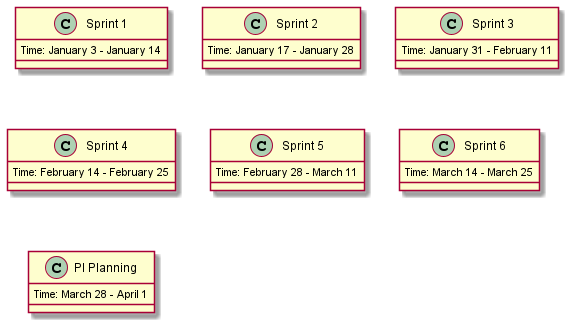 C Sprint 1
Time: January 3 - January 14
C Sprint 2
Time: January 17 - January 28
C Sprint 3
Time: January 31 - February 11
C Sprint 4
Time: February 14 - February 25
C Sprint 5
Time: February 28 - March 11
C Sprint 6
Time: March 14 - March 25
C PI Planning
Time: March 28 - April 1